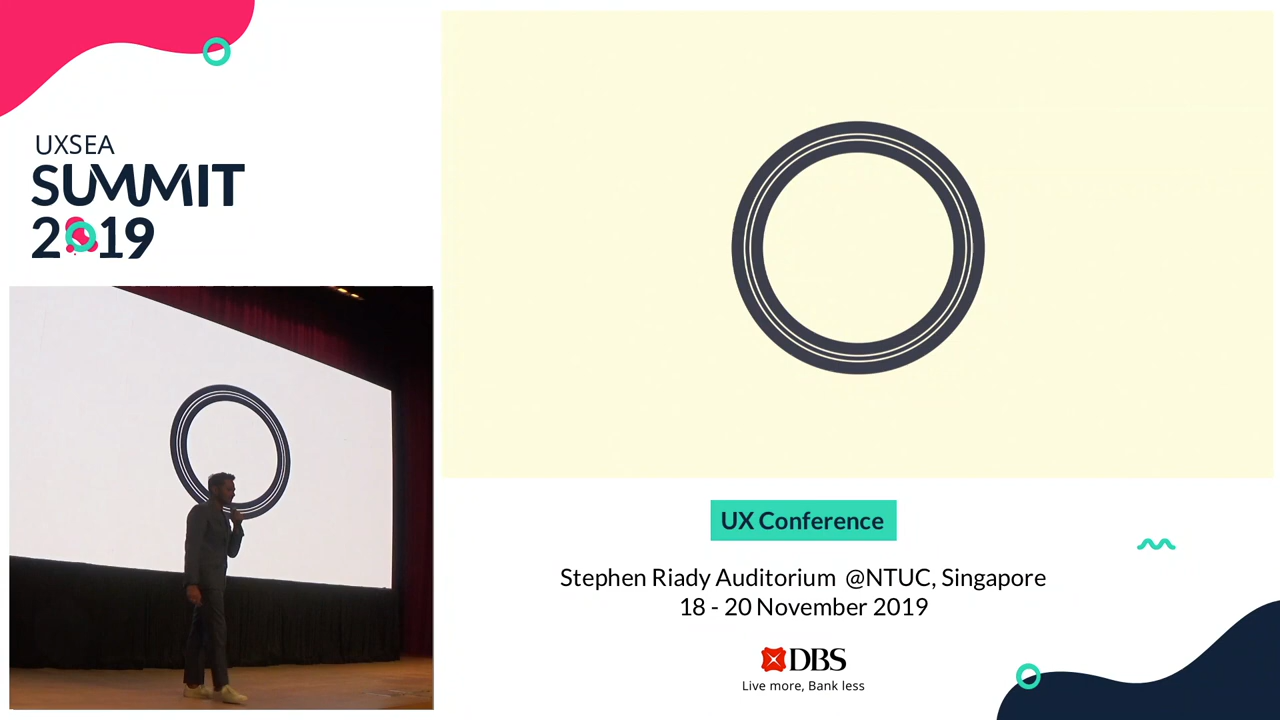 UXSEA
SUMMIT
2019
UX Conference
Stephen Riady Auditorium @NTUC, Singapore
18 - 20 November 2019
DBS
Live more, Bank less